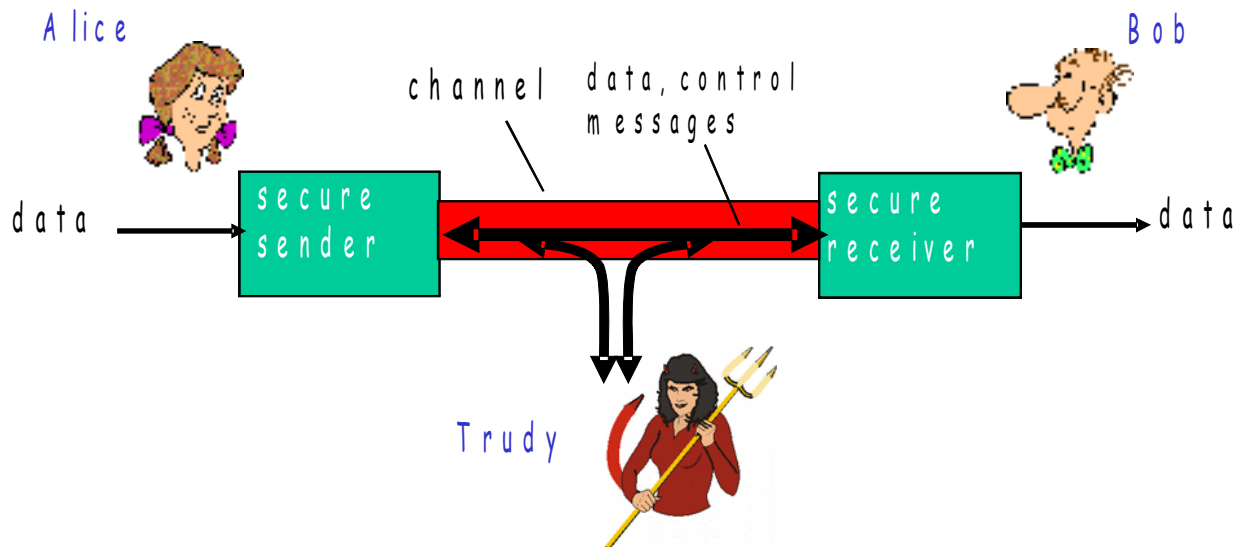 Alice
Bob
channel
data, control
messages
data
secure
sender
secure
receiver
data
Trudy